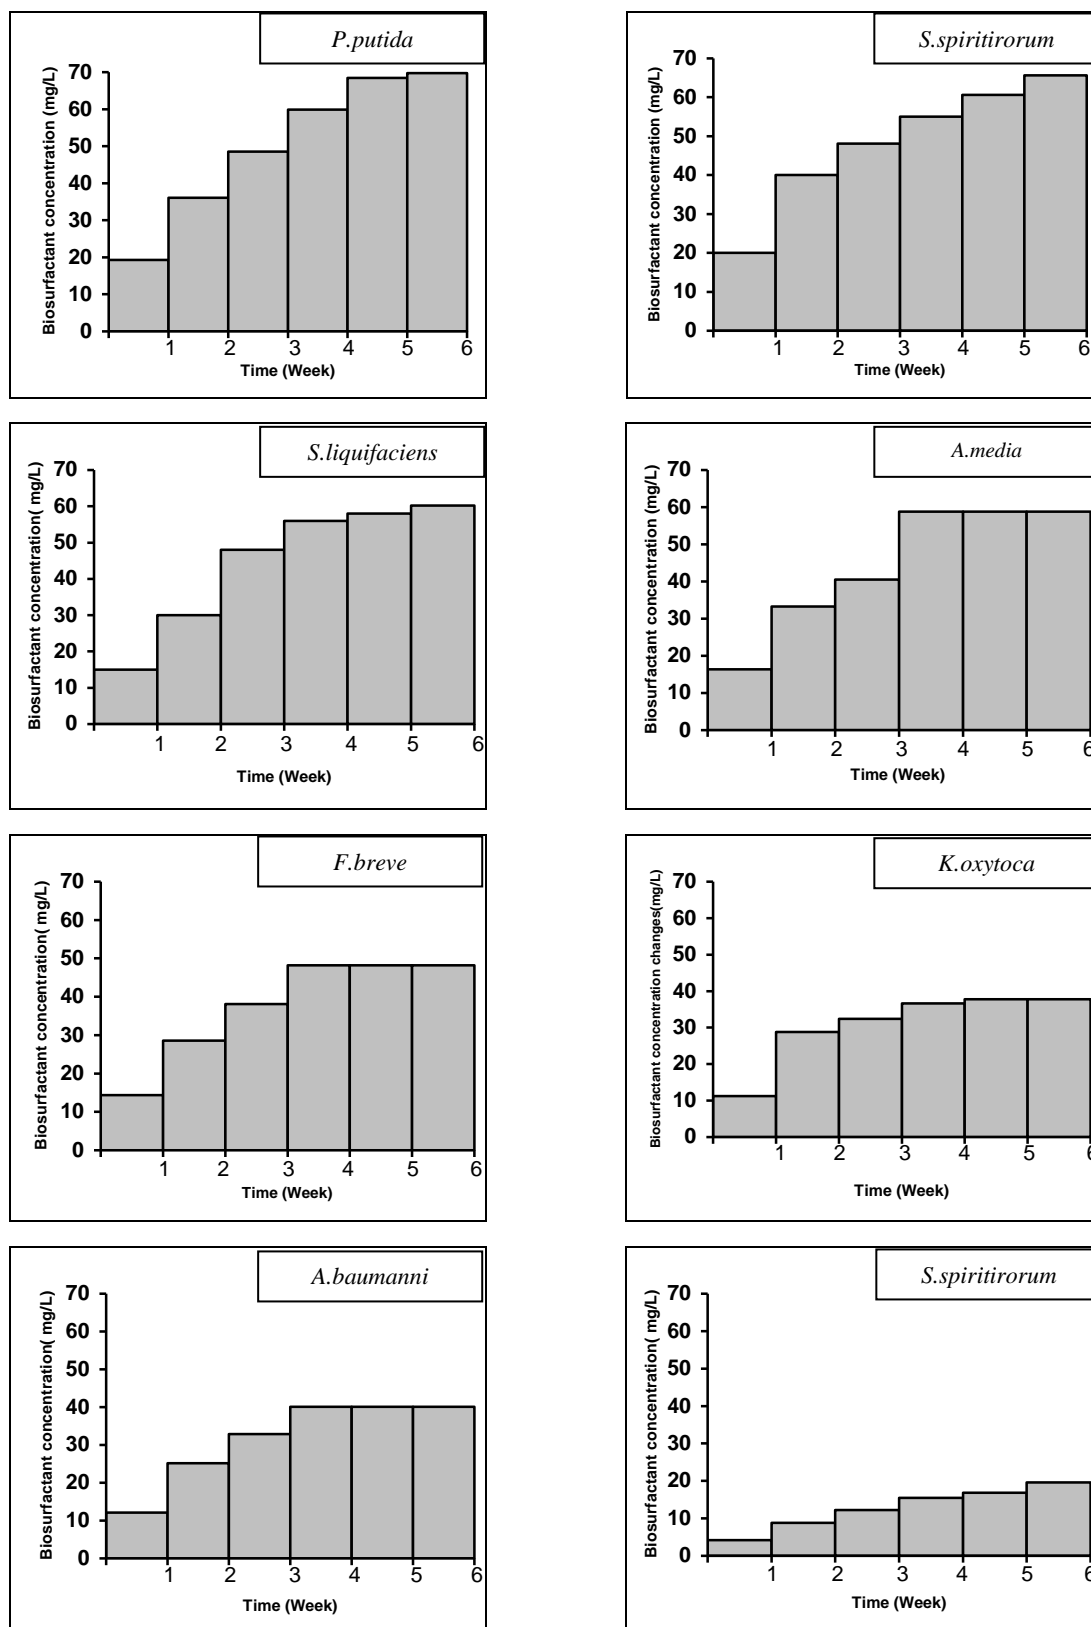 P.putida
Biosurfactant concentration (mg/L)
70
60
50
40
30
20
10
0
1 2 3 4 5 6
Time (Week)
S.spiritirorum
Biosurfactant concentration (mg/L)
70
60
50
40
30
20
10
0
1 2 3 4 5 6
Time (Week)
S.liquifaciens
Biosurfactant concentration( mg/L)
70
60
50
40
30
20
10
0
1 2 3 4 5 6
Time (Week)
A.media
Biosurfactant concentration (mg/L)
70
60
50
40
30
20
10
0
1 2 3 4 5 6
Time (Week)
F.breve
Biosurfactant concentration( mg/L)
70
60
50
40
30
20
10
0
1 2 3 4 5 6
Time (Week)
K.oxytoca
Biosurfactant concentration changes(mg/L)
70
60
50
40
30
20
10
0
1 2 3 4 5 6
Time (Week)
A.baumanni
Biosurfactant concentration( mg/L)
70
60
50
40
30
20
10
0
1 2 3 4 5 6
Time (Week)
S.spiritirorum
Biosurfactant concentration( mg/L)
70
60
50
40
30
20
10
0
1 2 3 4 5 6
Time (Week)